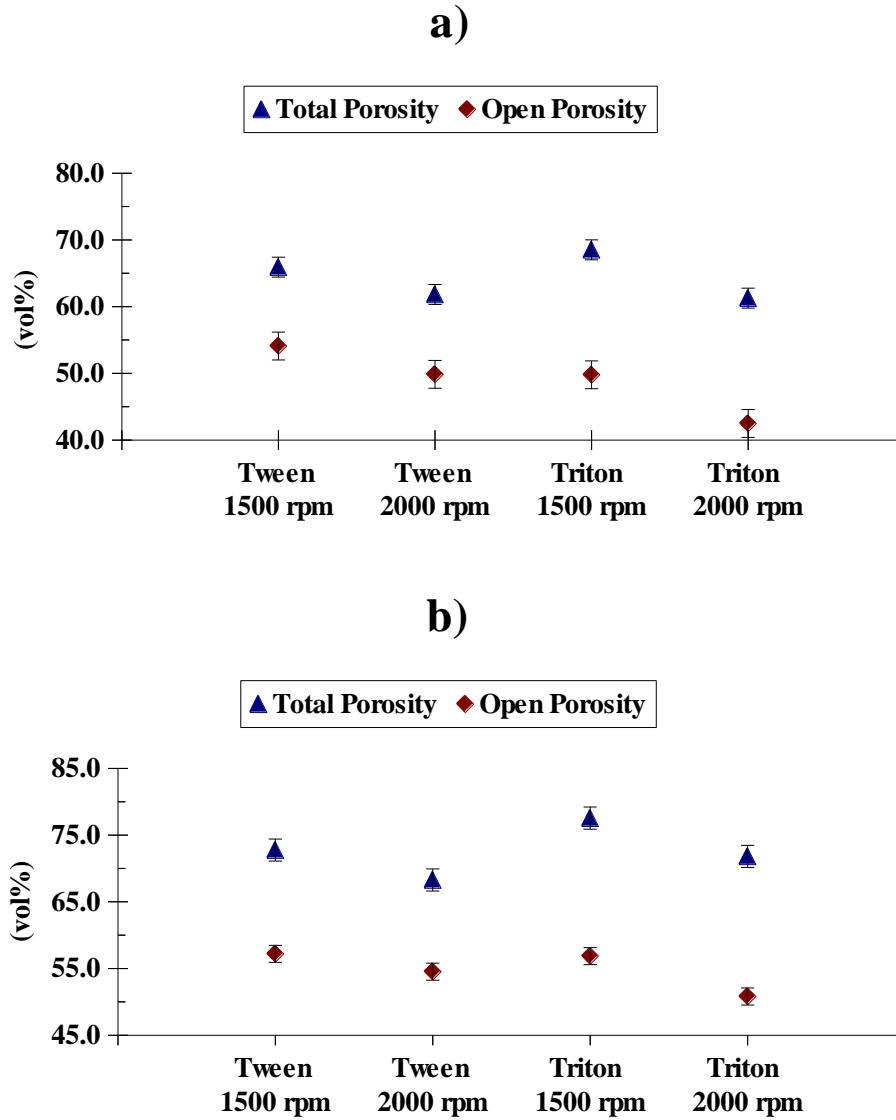 a)
Total Porosity Open Porosity
80.0
70.0
60.0
50.0
40.0
(vol%)
Tween 1500 rpm
Tween 2000 rpm
Triton 1500 rpm
Triton 2000 rpm
b)
Total Porosity Open Porosity
85.0
75.0
65.0
55.0
45.0
(vol%)
Tween 1500 rpm
Tween 2000 rpm
Triton 1500 rpm
Triton 2000 rpm